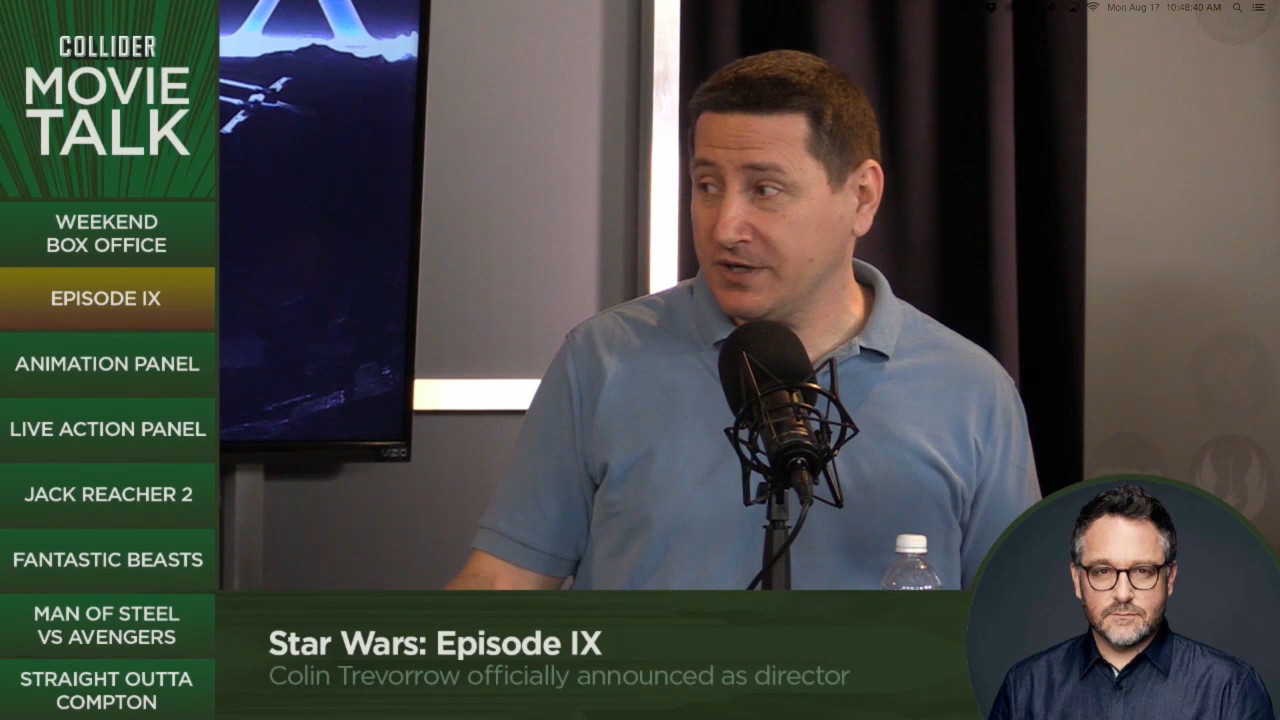 COLLIDER
MOVIE
TALK
WEEKEND
BOX OFFICE
EPISODE IX
ANIMATION PANEL
LIVE ACTION PANEL
JACK REACHER 2
FANTASTIC BEASTS
MAN OF STEEL
VS AVENGERS
STRAIGHT OUTTA
COMPTON
Mon Aug 17 10:48:40 AM
VIZIO
Star Wars: Episode IX
Colin Trevorrow officially announced as director